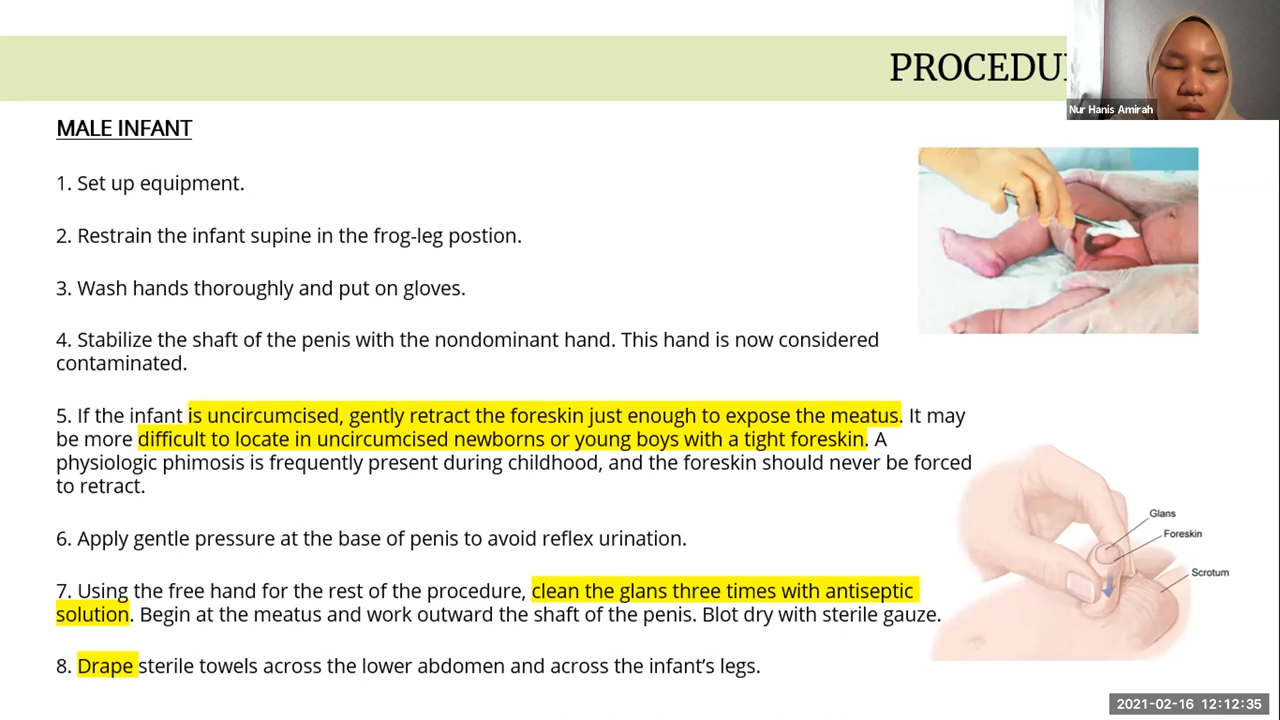 PROCEDU
Nur Hanis Amirah
MALE INFANT
1. Set up equipment.
2. Restrain the infant supine in the frog-leg postion.
3. Wash hands thoroughly and put on gloves.
4. Stabilize the shaft of the penis with the nondominant hand. This hand is now considered
contaminated.
5. If the infant is uncircumcised, gently retract the foreskin just enough to expose the meatus. It may
be more difficult to locate in uncircumcised newborns or young boys with a tight foreskin. A
physiologic phimosis is frequently present during childhood, and the foreskin should never be forced
to retract.
Glans
Foreskin
Scrotum
6. Apply gentle pressure at the base of penis to avoid reflex urination.
7. Using the free hand for the rest of the procedure, clean the glans three times with antiseptic
solution. Begin at the meatus and work outward the shaft of the penis. Blot dry with sterile gauze.
8. Drape sterile towels across the lower abdomen and across the infant’s legs.
2021-02-16 12:12:35